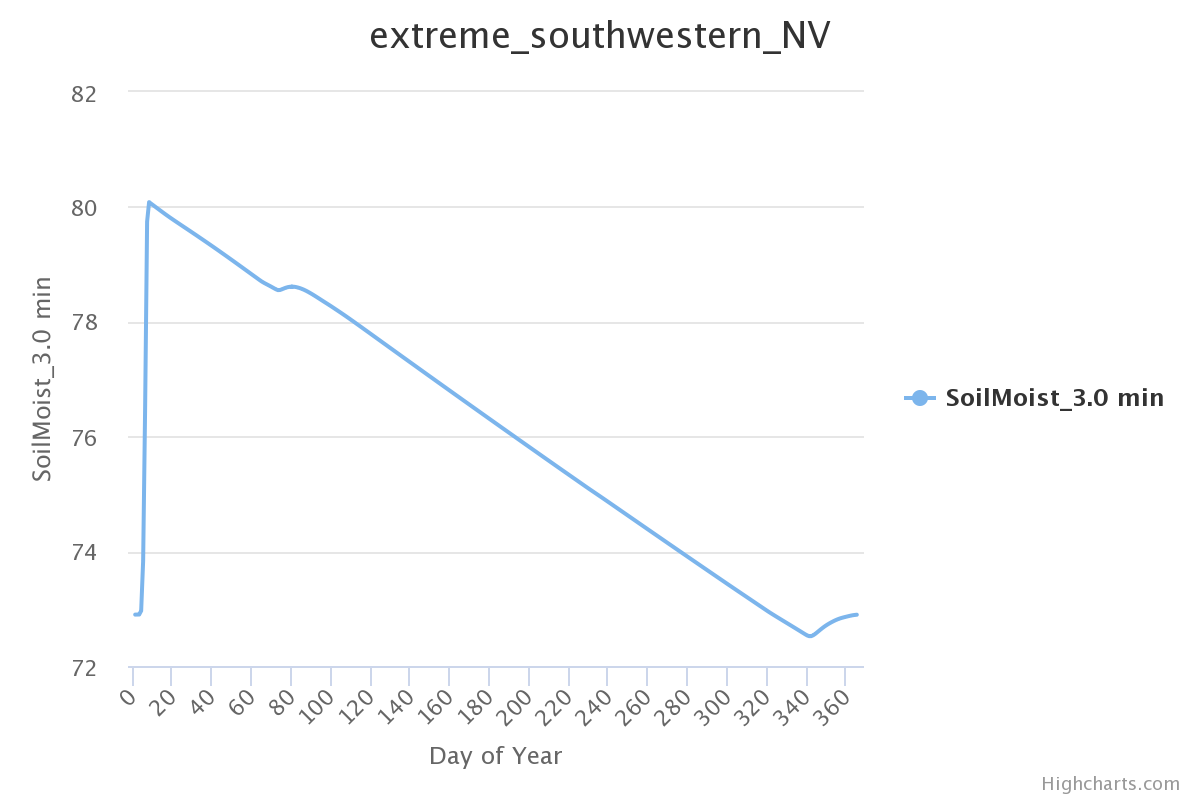 extreme_southwestern_NV
82
80
78
76
74
72
SoilMoist_3.0 min
0 20 40 60 80 100 120 140 160 180 200 220 240 260 280 300 320 340 360
Day of Year
SoilMoist_3.0 min
Highcharts.com